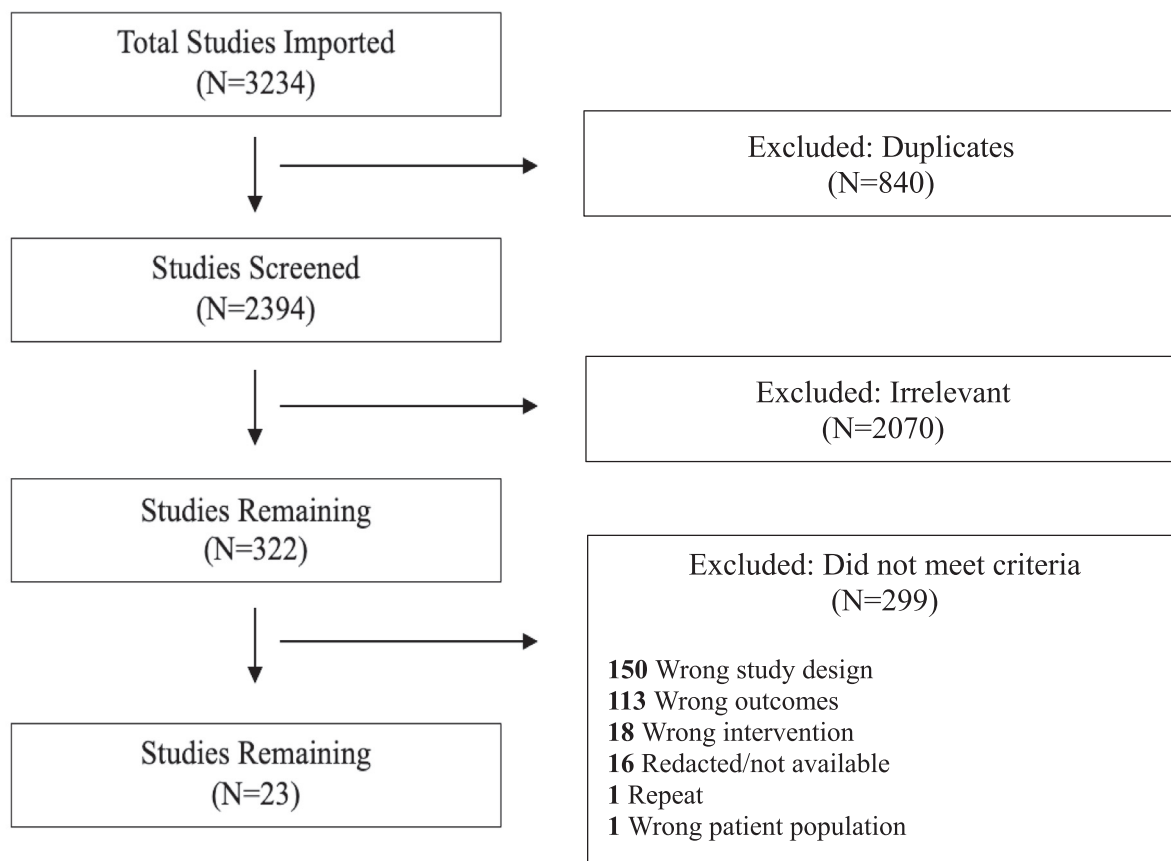 Total Studies Imported
(N=3234)
Excluded: Duplicates
(N=840)
Studies Screened
(N=2394)
Excluded: Irrelevant
(N=2070)
Studies Remaining
(N=322)
Excluded: Did not meet criteria
(N=299)
150 Wrong study design
113 Wrong outcomes
18 Wrong intervention
16 Redacted/not available
1 Repeat
1 Wrong patient population
Studies Remaining
(N=23)